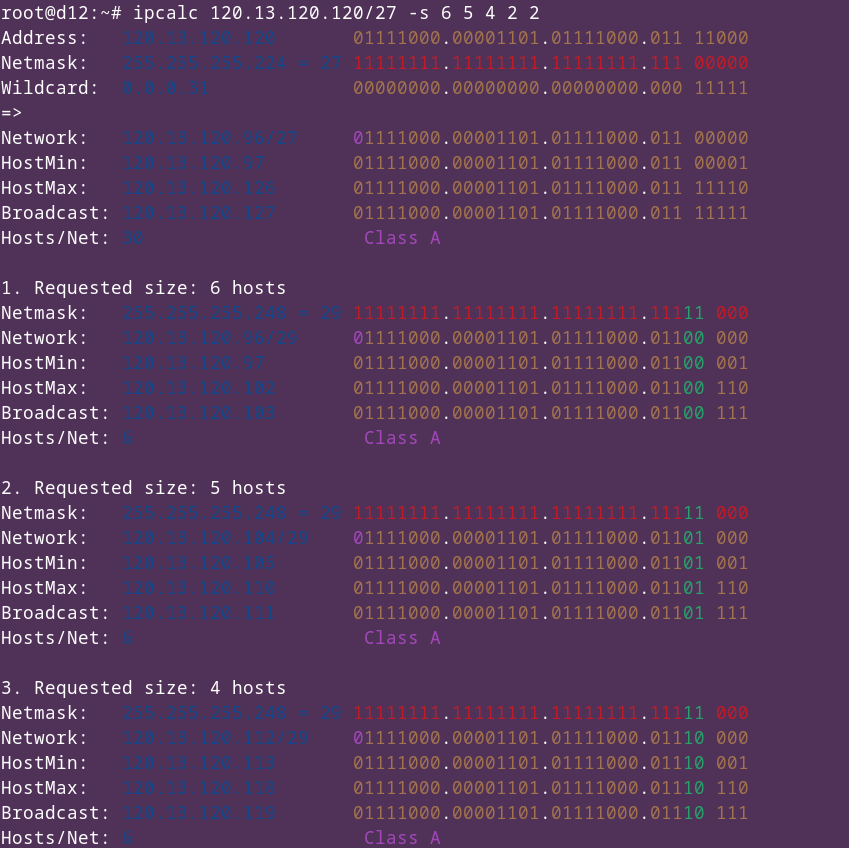 root@d12:~# ipcalc 120.13.120.120/27 -s 6 5 4 2 2
Address:   120.13.120.120       01111000.00001101.01111000.011 11000
Netmask:   255.255.255.224 = 27 11111111.11111111.11111111.111 00000
Wildcard:  0.0.0.31             00000000.00000000.00000000.000 11111
=>
Network:   120.13.120.96/27     01111000.00001101.01111000.011 00000
HostMin:   120.13.120.97        01111000.00001101.01111000.011 00001
HostMax:   120.13.120.126       01111000.00001101.01111000.011 11110
Broadcast: 120.13.120.127       01111000.00001101.01111000.011 11111
Hosts/Net: 30                    Class A
1. Requested size: 6 hosts
Netmask:   255.255.255.248 = 29 11111111.11111111.11111111.11111 000
Network:   120.13.120.96/29     01111000.00001101.01111000.01100 000
HostMin:   120.13.120.97        01111000.00001101.01111000.01100 001
HostMax:   120.13.120.102       01111000.00001101.01111000.01100 110
Broadcast: 120.13.120.103       01111000.00001101.01111000.01100 111
Hosts/Net: 6                     Class A
2. Requested size: 5 hosts
Netmask:   255.255.255.248 = 29 11111111.11111111.11111111.11111 000
Network:   120.13.120.104/29    01111000.00001101.01111000.01101 000
HostMin:   120.13.120.105       01111000.00001101.01111000.01101 001
HostMax:   120.13.120.110       01111000.00001101.01111000.01101 110
Broadcast: 120.13.120.111       01111000.00001101.01111000.01101 111
Hosts/Net: 6                     Class A
3. Requested size: 4 hosts
Netmask:   255.255.255.248 = 29 11111111.11111111.11111111.11111 000
Network:   120.13.120.112/29    01111000.00001101.01111000.01110 000
HostMin:   120.13.120.113       01111000.00001101.01111000.01110 001
HostMax:   120.13.120.118       01111000.00001101.01111000.01110 110
Broadcast: 120.13.120.119       01111000.00001101.01111000.01110 111
Hosts/Net: 6                     Class A